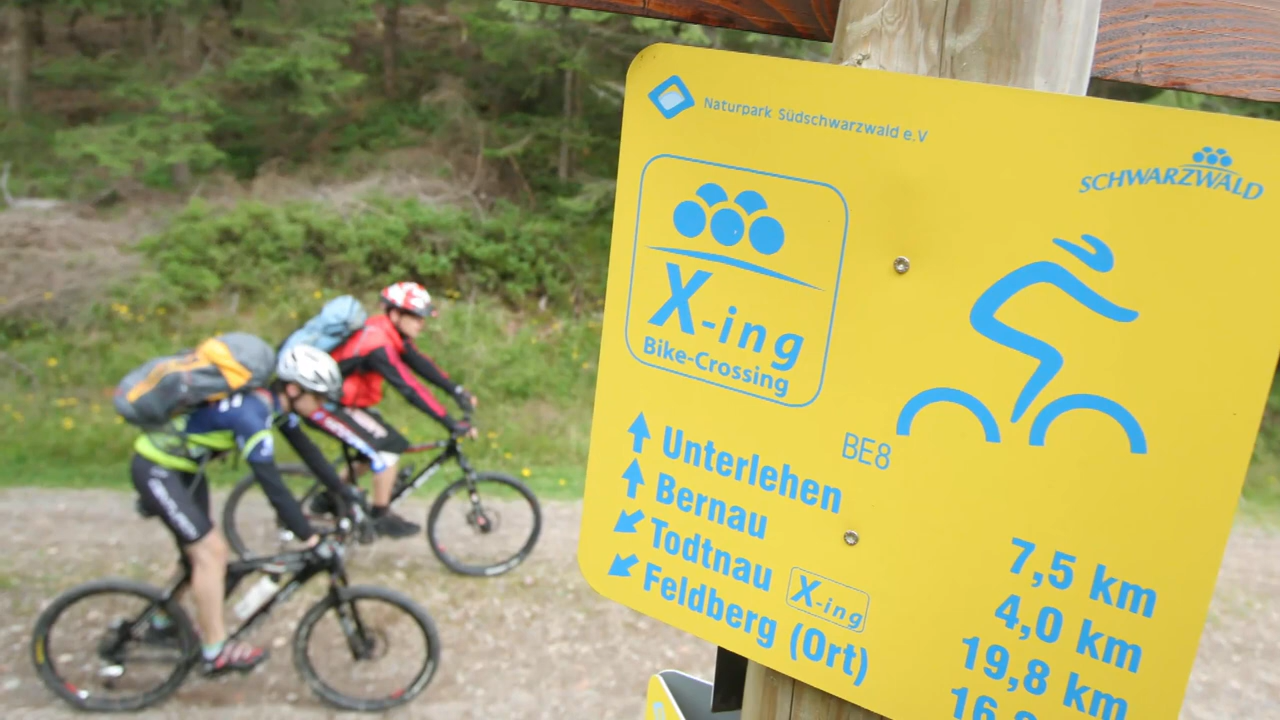 Naturpark Südschwarzwald e.V
SCHWARZWALD
X-ing
Bike-Crossing
BE8
Unterlehen 7,5 km
Bernau 4,0 km
Todtnau X-ing 19,8 km
Feldberg (Ort) 16,